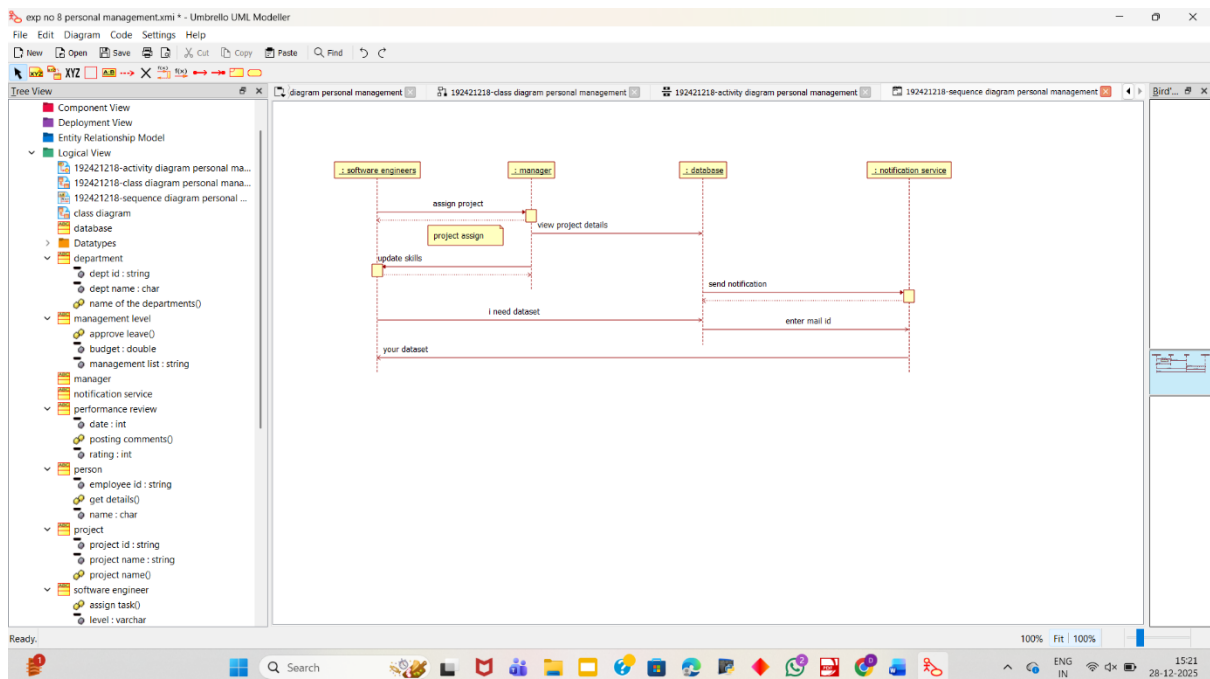 exp no 8 personal management.xmi * - Umbrello UML Modeller
File Edit Diagram Code Settings Help
New Open Save Cut Copy Paste Find
XYZ XYZ A:B f(x) f(x)
Tree View
Component View
Deployment View
Entity Relationship Model
Logical View
192421218-activity diagram personal ma...
192421218-class diagram personal mana...
192421218-sequence diagram personal ...
class diagram
database
Datatypes
department
dept id : string
dept name : char
name of the departments()
management level
approve leave()
budget : double
management list : string
manager
notification service
performance review
date : int
posting comments()
rating : int
person
employee id : string
get details()
name : char
project
project id : string
project name : string
project name()
software engineer
assign task()
level : varchar
diagram personal management
192421218-class diagram personal management
192421218-activity diagram personal management
192421218-sequence diagram personal management
Bird'...
: software engineers
: manager
: database
: notification service
assign project
view project details
project assign
update skills
send notification
i need dataset
enter mail id
your dataset
Ready.
100% Fit 100%
1
Search
2
ENG
IN
15:21
28-12-2025